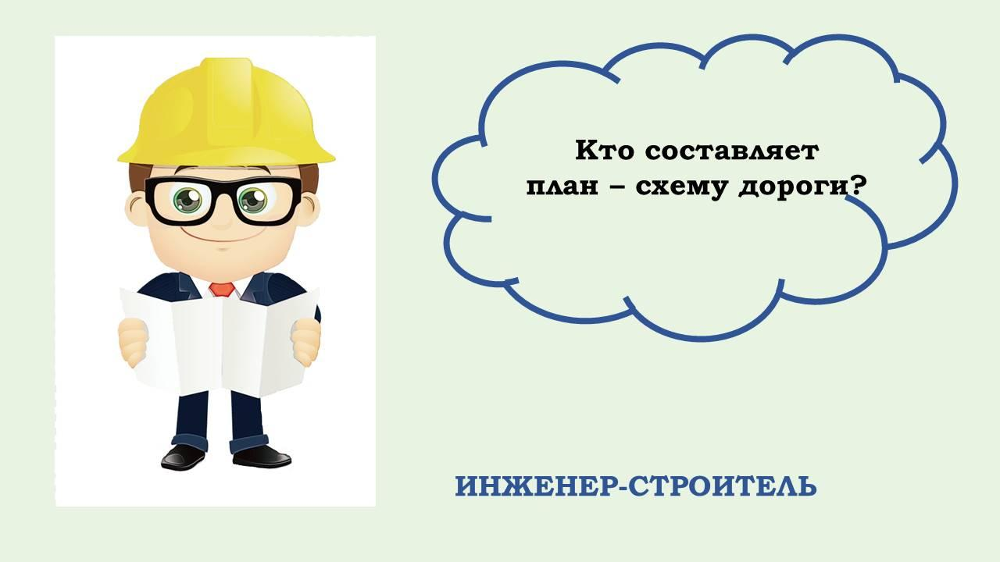 Кто составляет
план – схему дороги?
ИНЖЕНЕР-СТРОИТЕЛЬ